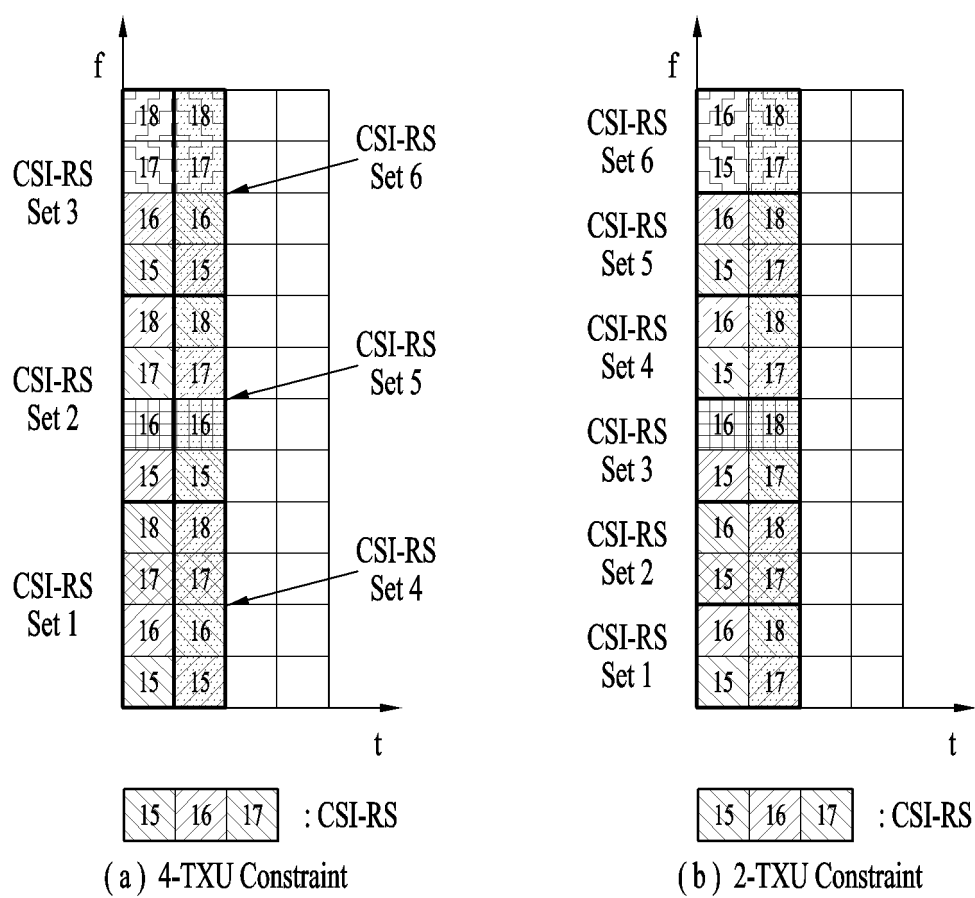 f
18 18
17 17
16 16
15 15
18 18
17 17
16 16
15 15
18 18
17 17
16 16
15 15
CSI-RS
Set 3
CSI-RS
Set 2
CSI-RS
Set 1
CSI-RS
Set 6
CSI-RS
Set 5
CSI-RS
Set 4
t
15 16 17 : CSI-RS
( a ) 4-TXU Constraint
f
CSI-RS
Set 6
CSI-RS
Set 5
CSI-RS
Set 4
CSI-RS
Set 3
CSI-RS
Set 2
CSI-RS
Set 1
16 18
15 17
16 18
15 17
16 18
15 17
16 18
15 17
16 18
15 17
16 18
15 17
t
15 16 17 : CSI-RS
( b ) 2-TXU Constraint